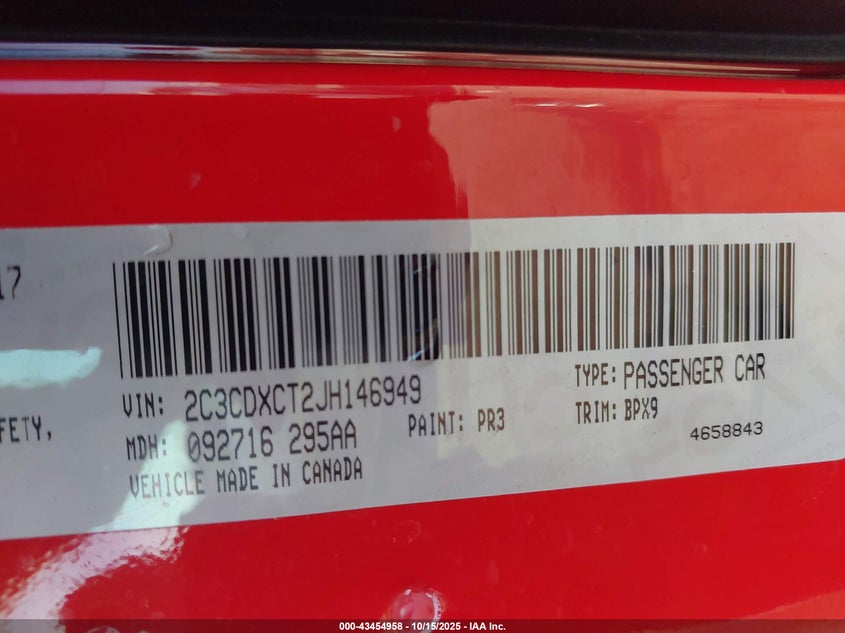 17
FETY,
VIN: 2C3CDXCT2JH146949
TYPE: PASSENGER CAR
MDH: 092716 295AA
PAINT: PR3
TRIM: BPX9
VEHICLE MADE IN CANADA
4658843
000-43454958 - 10/15/2025 - IAA Inc.